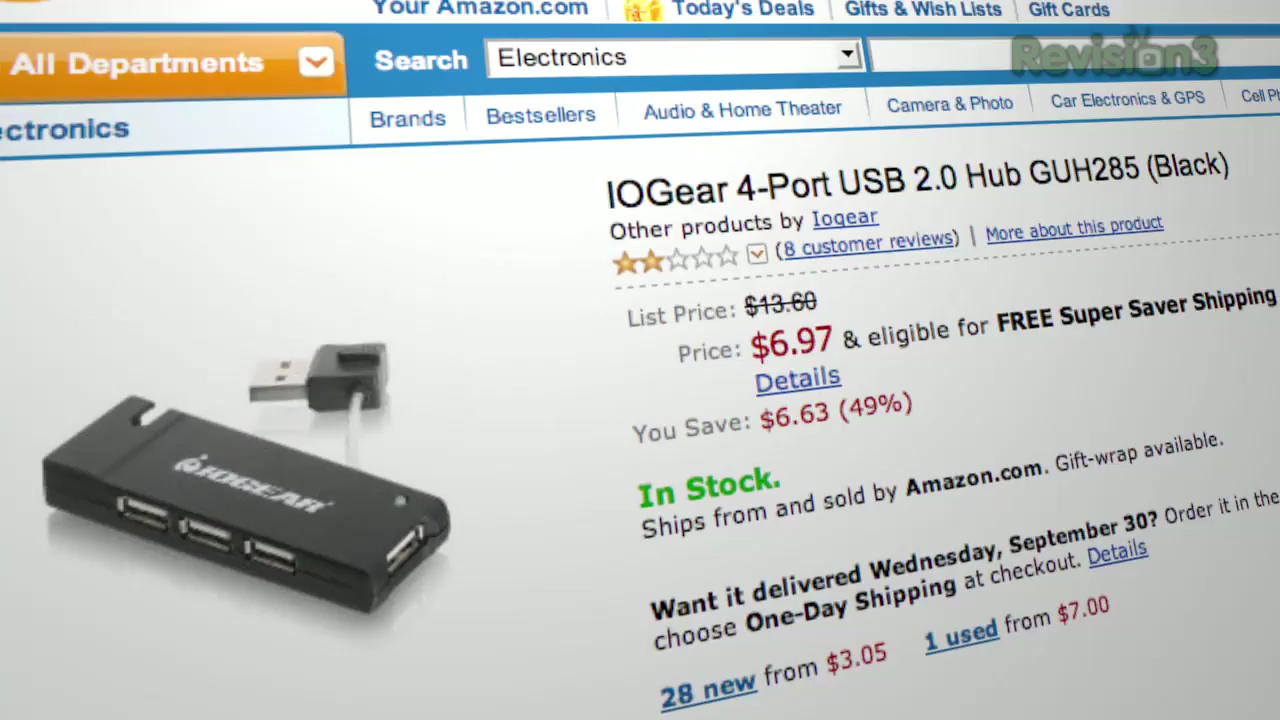 Your Amazon.com
Today's Deals
Gifts & Wish Lists
Gift Cards
All Departments
Search
Electronics
Revision3
ectronics
Brands
Bestsellers
Audio & Home Theater
Camera & Photo
Car Electronics & GPS
Cell Ph
IOGear 4-Port USB 2.0 Hub GUH285 (Black)
Other products by Iogear
(8 customer reviews) | More about this product
List Price: $13.60
Price: $6.97 & eligible for FREE Super Saver Shipping
Details
You Save: $6.63 (49%)
IOGEAR
In Stock.
Ships from and sold by Amazon.com. Gift-wrap available.
Want it delivered Wednesday, September 30? Order it in the
choose One-Day Shipping at checkout. Details
28 new from $3.05 1 used from $7.00